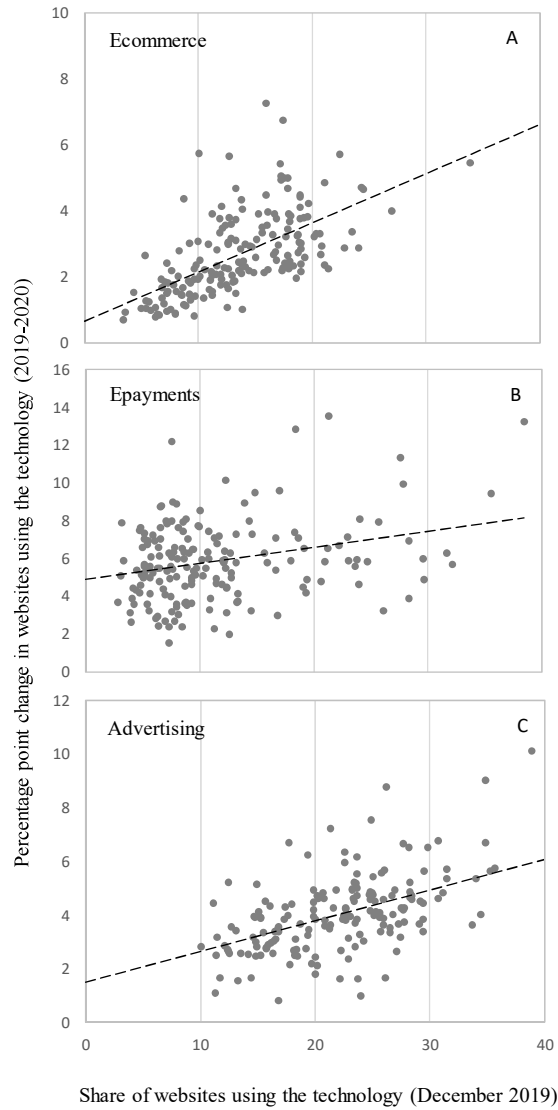 Percentage point change in websites using the technology (2019-2020)
Ecommerce
A
10
8
6
4
2
0
Epayments
B
16
14
12
10
8
6
4
2
0
Advertising
C
12
10
8
6
4
2
0
0 10 20 30 40
Share of websites using the technology (December 2019)